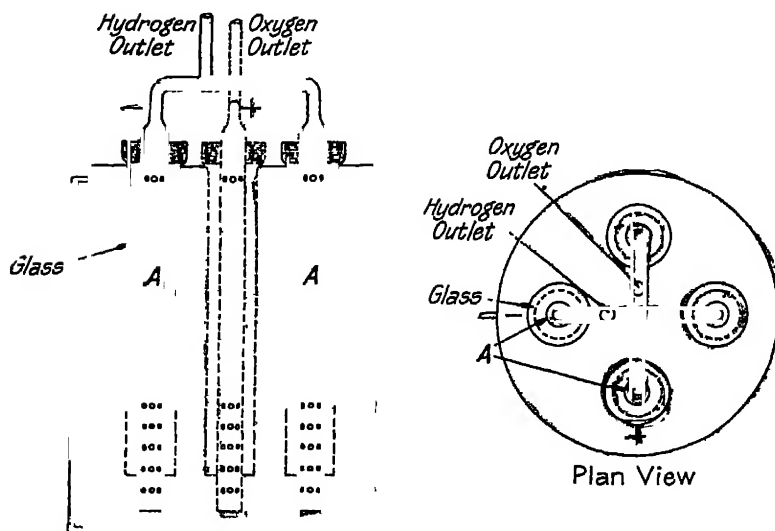 Hydrogen
Outlet
Oxygen
Outlet
-
+
Glass
A
A
Oxygen
Outlet
Hydrogen
Outlet
Glass
-
A
+
Plan View